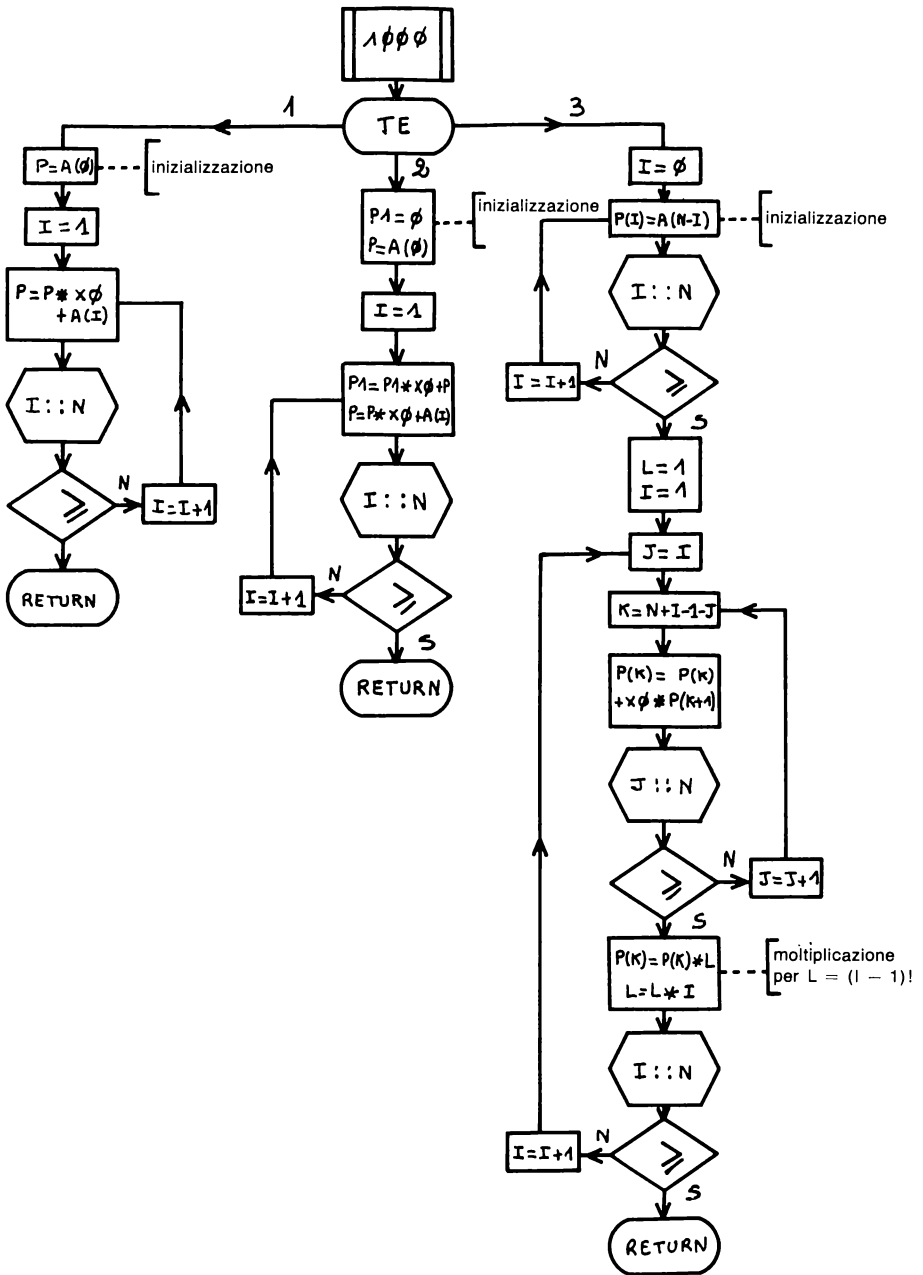 1ØØØ
TE
1
P=A(Ø)
inizializzazione
I=1
P=P*XØ
+A(I)
I::N
≥
N
I=I+1
RETURN
2
P1=Ø
P=A(Ø)
inizializzazione
I=1
P1=P1*XØ+P
P=P*XØ+A(I)
I::N
≥
N
I=I+1
S
RETURN
3
I=Ø
P(I)=A(N-I)
inizializzazione
I::N
≥
N
I=I+1
S
L=1
I=1
J=I
K=N+I-1-J
P(K)= P(K)
+XØ*P(K+1)
J::N
≥
N
J=J+1
S
P(K)=P(K)*L
L=L*I
moltiplicazione
per L = (I – 1)!
I::N
≥
N
I=I+1
S
RETURN